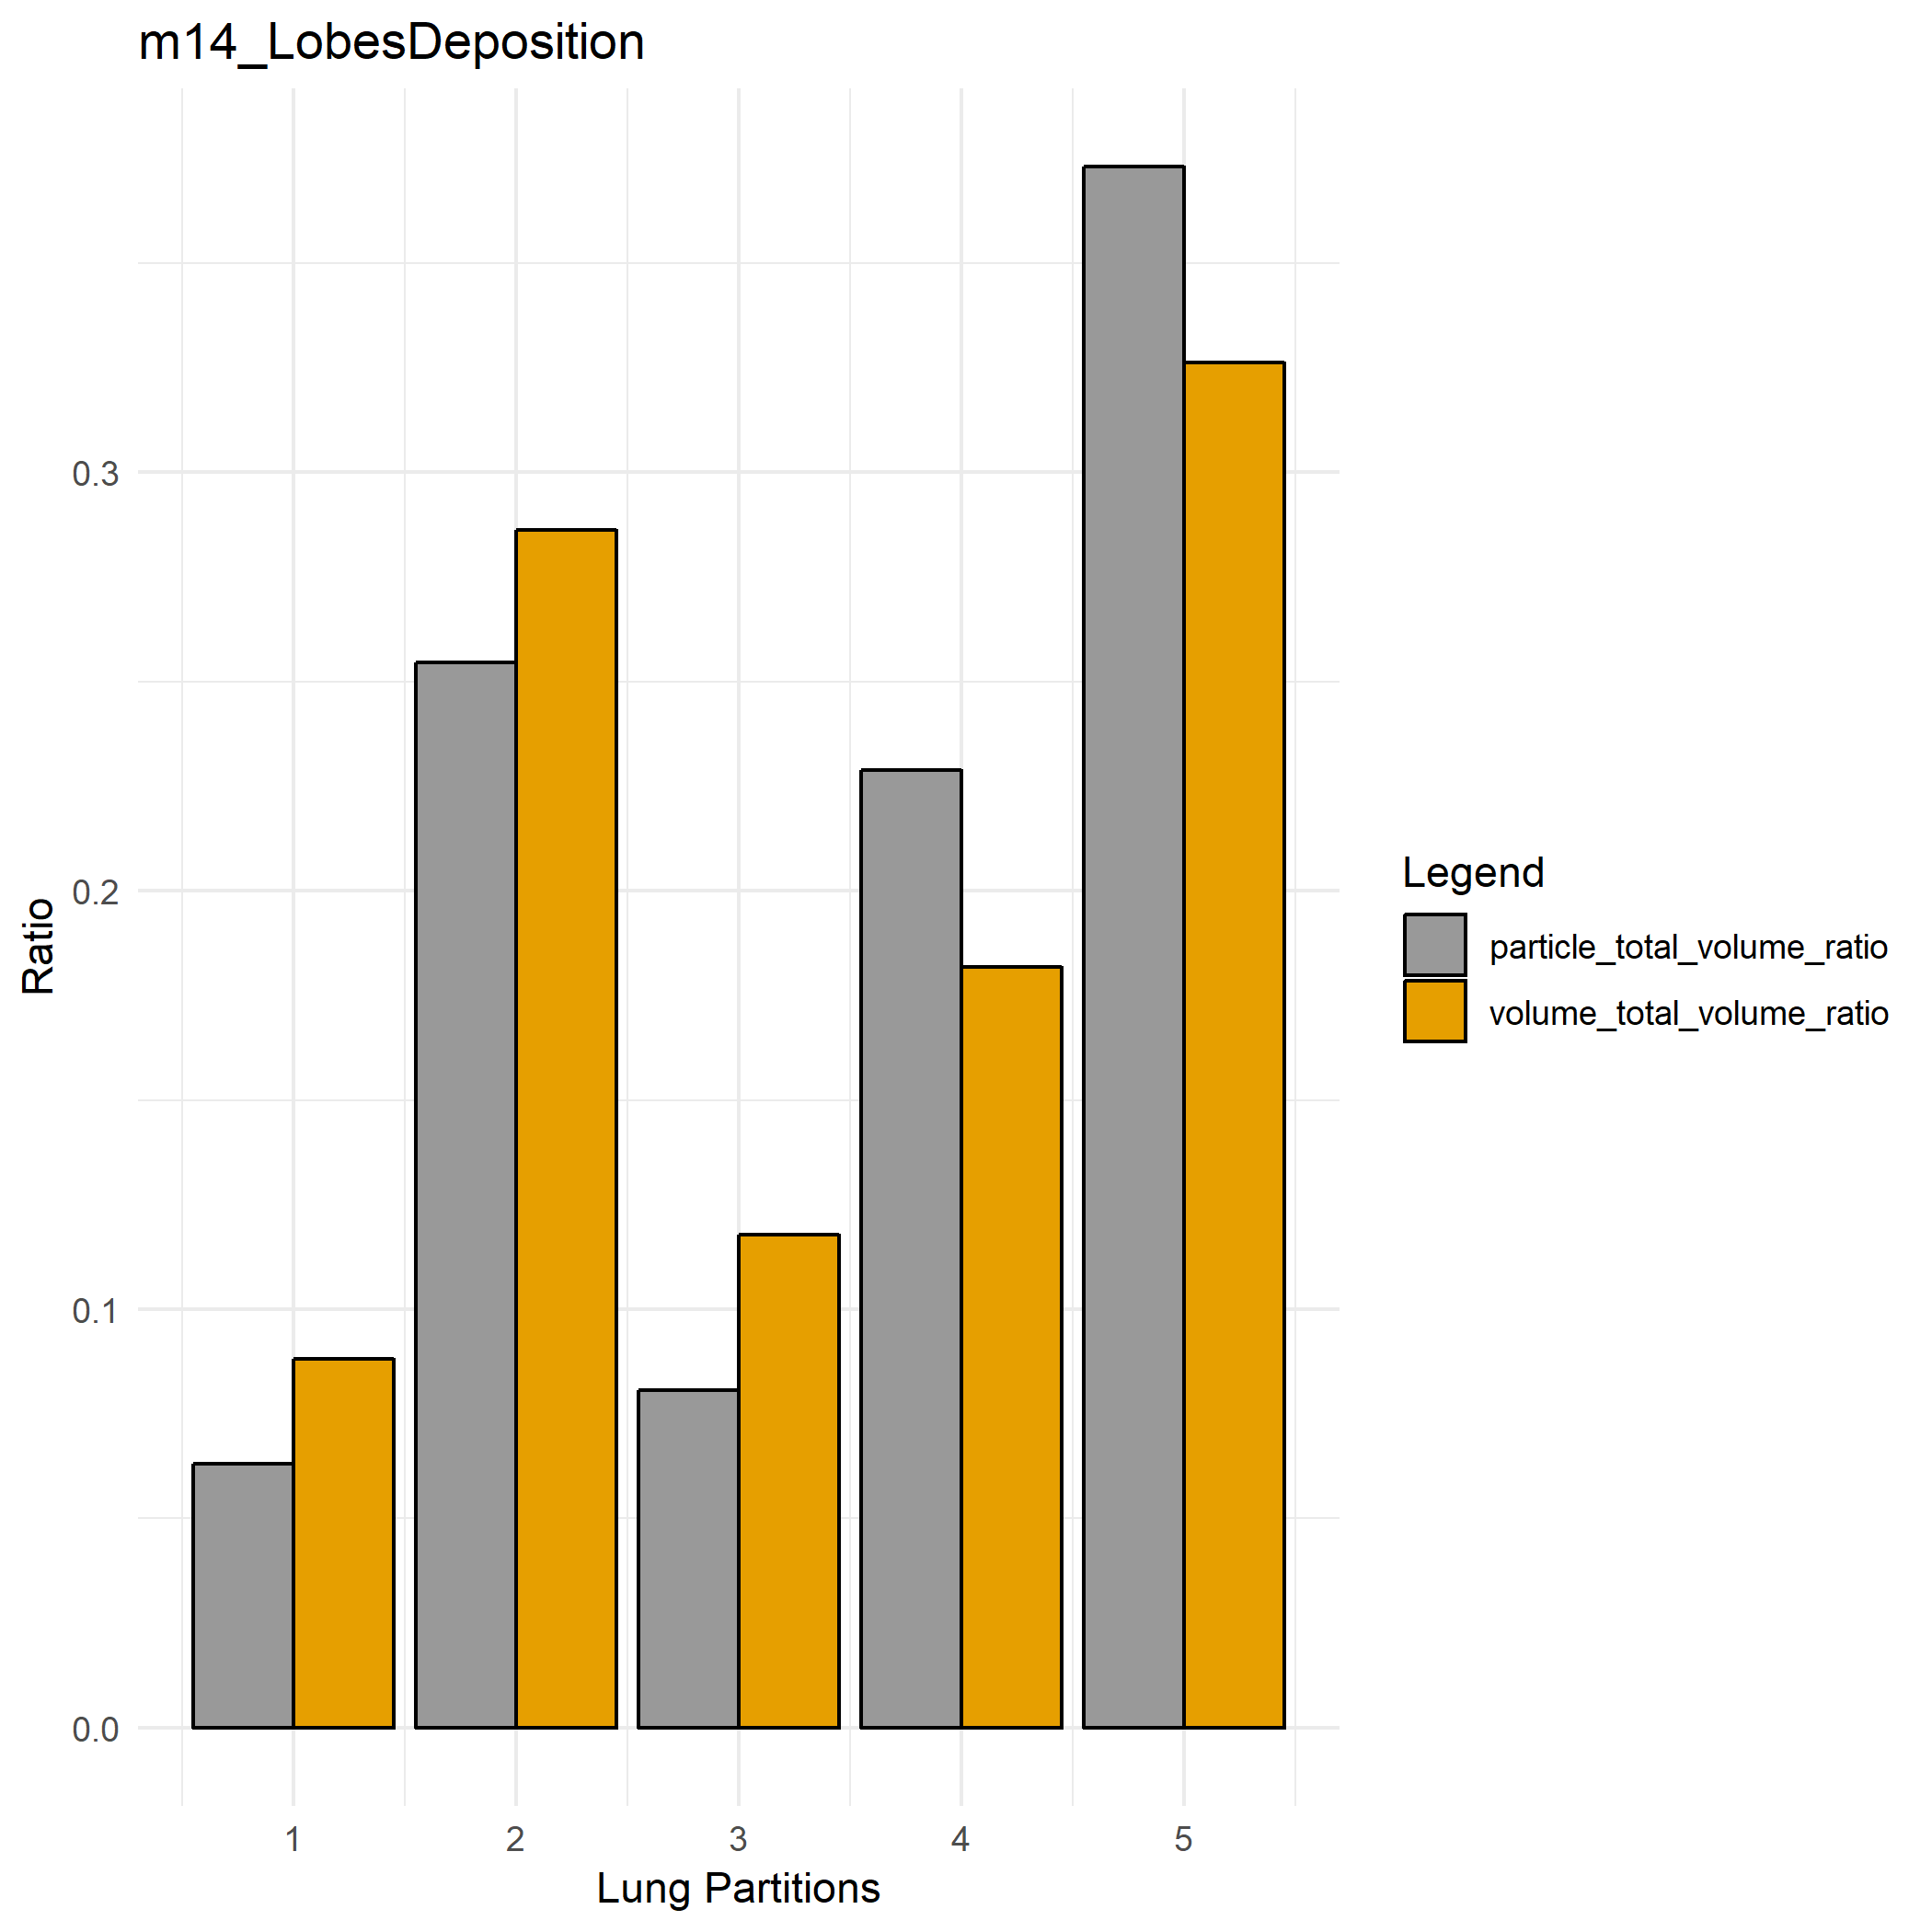 m14_LobesDeposition
0.3
0.2
0.1
0.0
Ratio
1 2 3 4 5
Lung Partitions
Legend
particle_total_volume_ratio
volume_total_volume_ratio